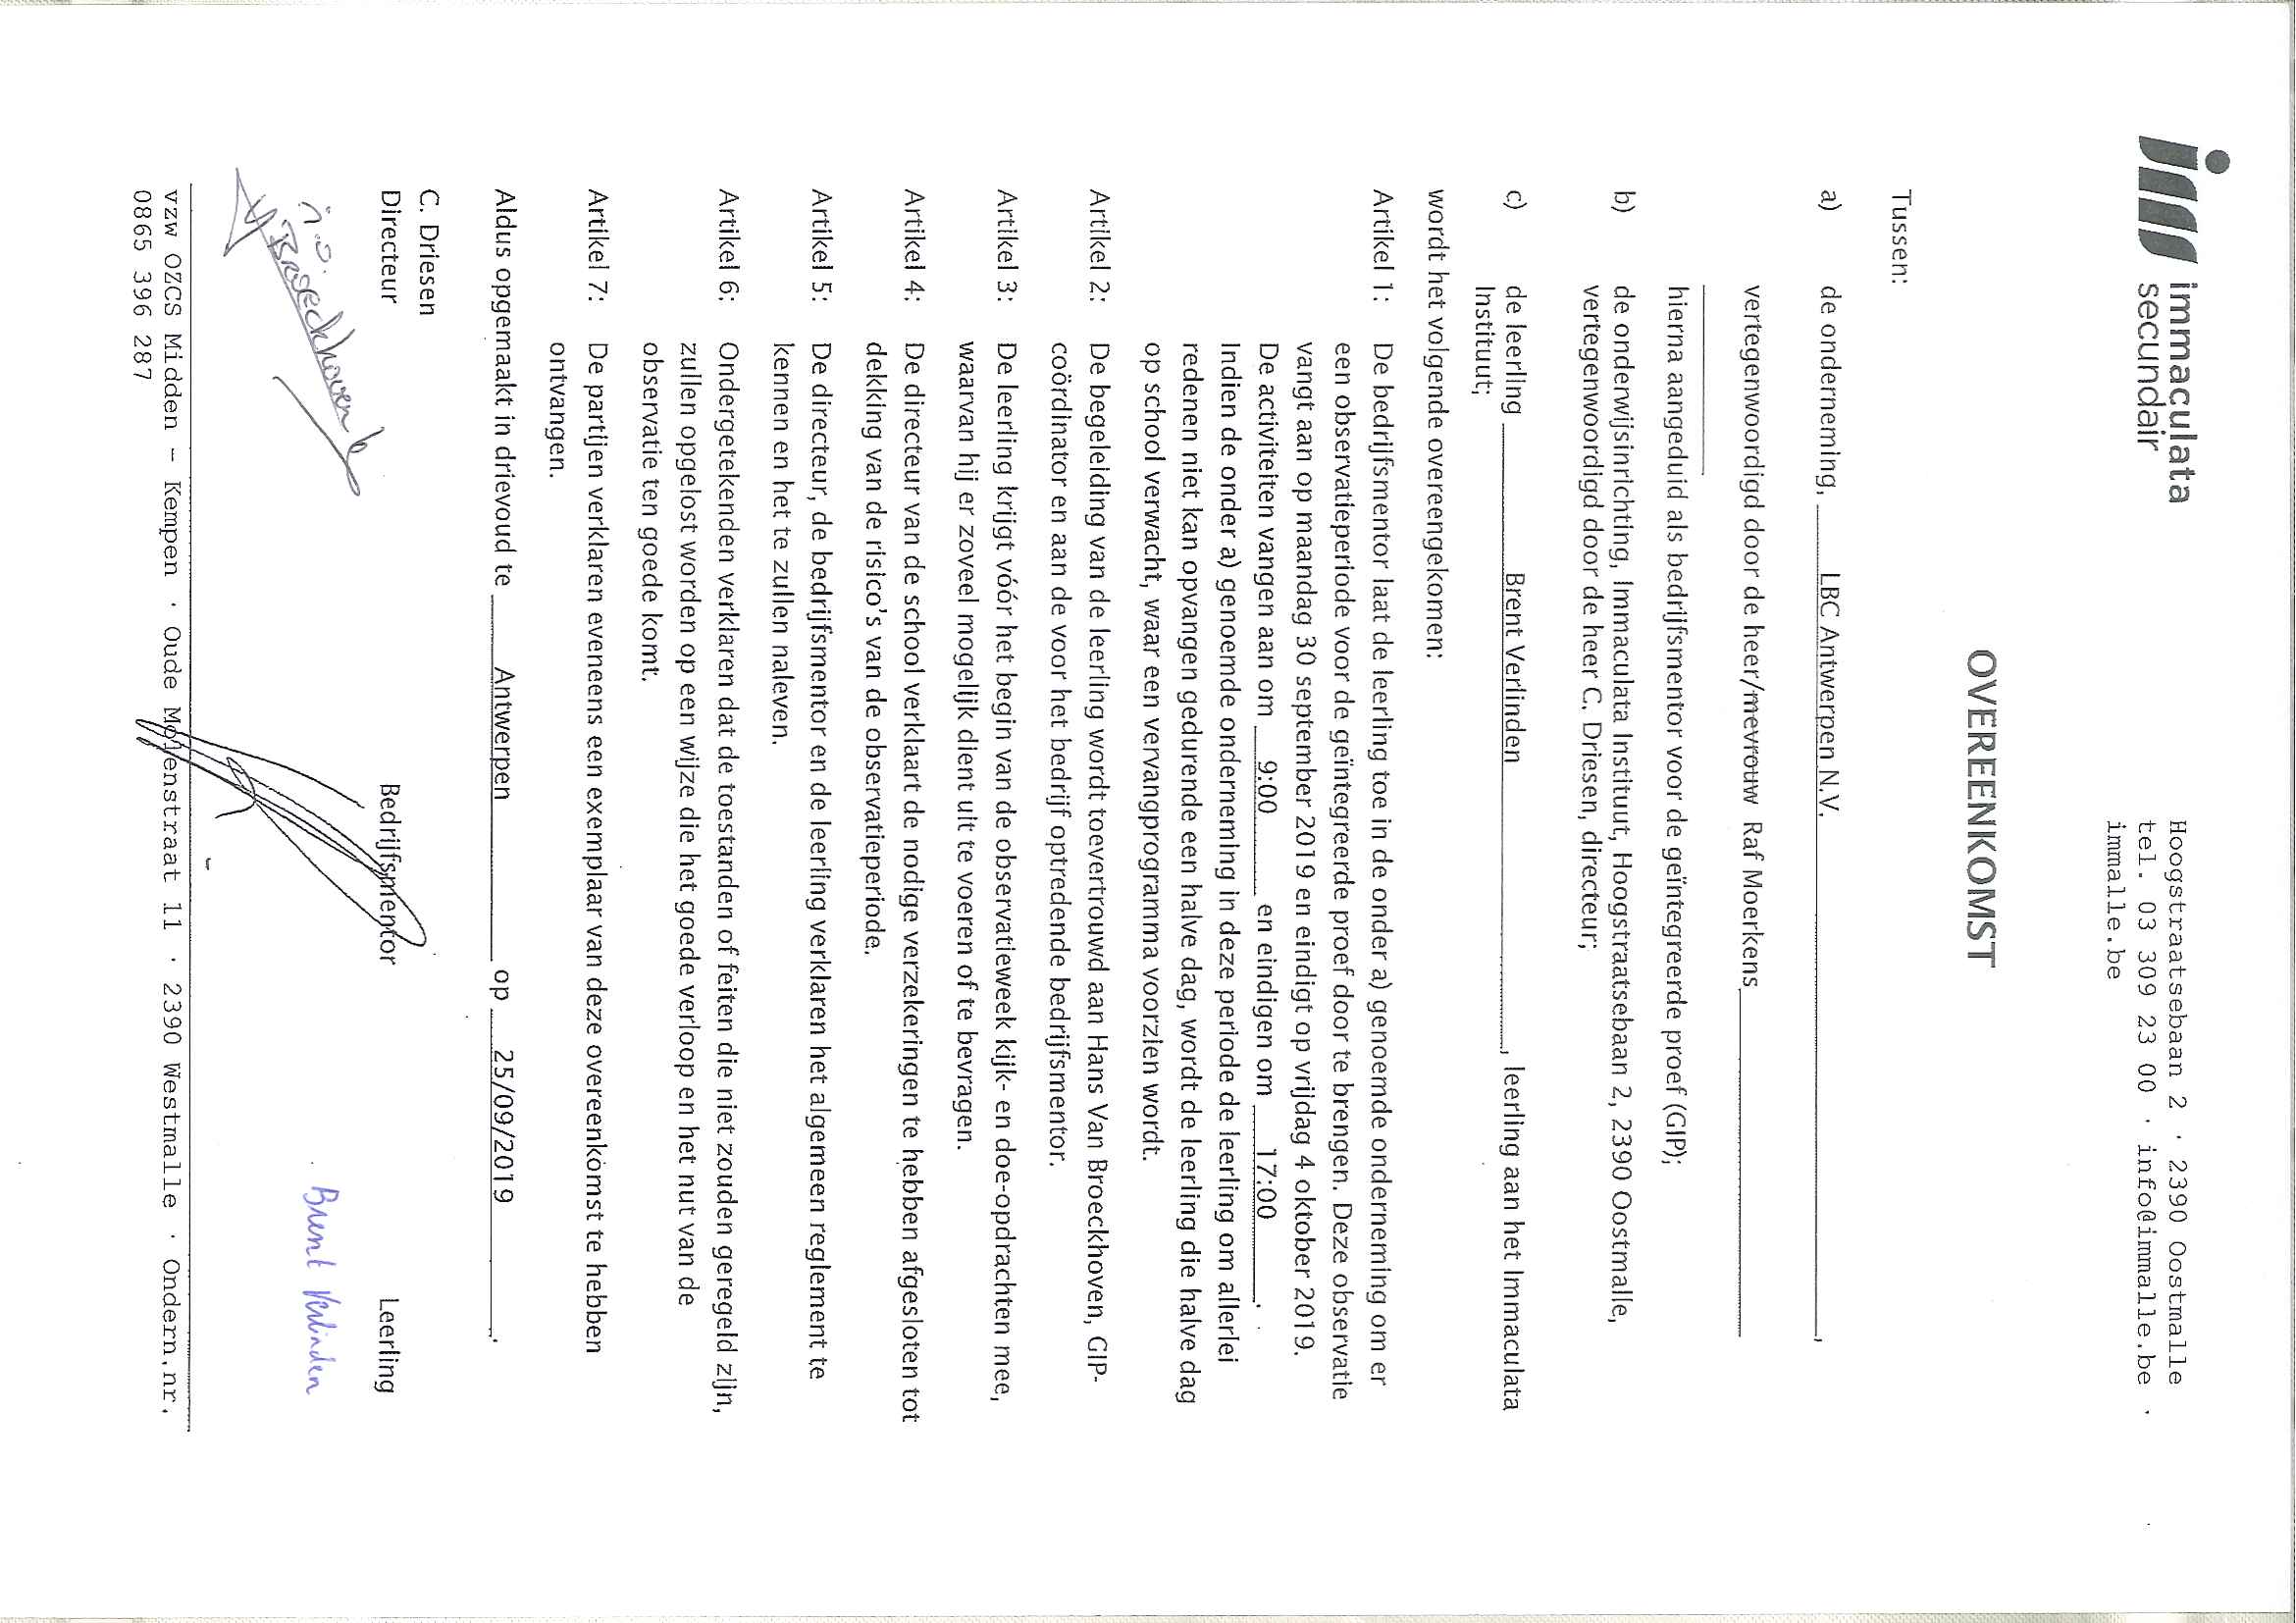 immaculata
secundair
Hoogstraatsebaan 2 · 2390 Oostmalle
tel. 03 309 23 00 · info@immalle.be ·
immalle.be
OVEREENKOMST
Tussen:
a) de onderneming, LBC Antwerpen N.V. ,
vertegenwoordigd door de heer/mevrouw Raf Moerkens
hierna aangeduid als bedrijfsmentor voor de geïntegreerde proef (GIP);
b) de onderwijsinrichting, Immaculata Instituut, Hoogstraatsebaan 2, 2390 Oostmalle,
vertegenwoordigd door de heer C. Driesen, directeur;
c) de leerling Brent Verlinden , leerling aan het Immaculata
Instituut;
wordt het volgende overeengekomen:
Artikel 1: De bedrijfsmentor laat de leerling toe in de onder a) genoemde onderneming om er
een observatieperiode voor de geïntegreerde proef door te brengen. Deze observatie
vangt aan op maandag 30 september 2019 en eindigt op vrijdag 4 oktober 2019.
De activiteiten vangen aan om 9:00 en eindigen om 17:00 .
Indien de onder a) genoemde onderneming in deze periode de leerling om allerlei
redenen niet kan opvangen gedurende een halve dag, wordt de leerling die halve dag
op school verwacht, waar een vervangprogramma voorzien wordt.
Artikel 2: De begeleiding van de leerling wordt toevertrouwd aan Hans Van Broeckhoven, GIP-
coördinator en aan de voor het bedrijf optredende bedrijfsmentor.
Artikel 3: De leerling krijgt vóór het begin van de observatieweek kijk- en doe-opdrachten mee,
waarvan hij er zoveel mogelijk dient uit te voeren of te bevragen.
Artikel 4: De directeur van de school verklaart de nodige verzekeringen te hebben afgesloten tot
dekking van de risico's van de observatieperiode.
Artikel 5: De directeur, de bedrijfsmentor en de leerling verklaren het algemeen reglement te
kennen en het te zullen naleven.
Artikel 6: Ondergetekenden verklaren dat de toestanden of feiten die niet zouden geregeld zijn,
zullen opgelost worden op een wijze die het goede verloop en het nut van de
observatie ten goede komt.
Artikel 7: De partijen verklaren eveneens een exemplaar van deze overeenkomst te hebben
ontvangen.
Aldus opgemaakt in drievoud te Antwerpen op 25/09/2019 .
C. Driesen
Directeur Bedrijfsmentor Leerling
Broeckhoven
Brent Verlinden
vzw OZCS Midden – Kempen · Oude Molenstraat 11 · 2390 Westmalle · Ondern.nr.
0865 396 287